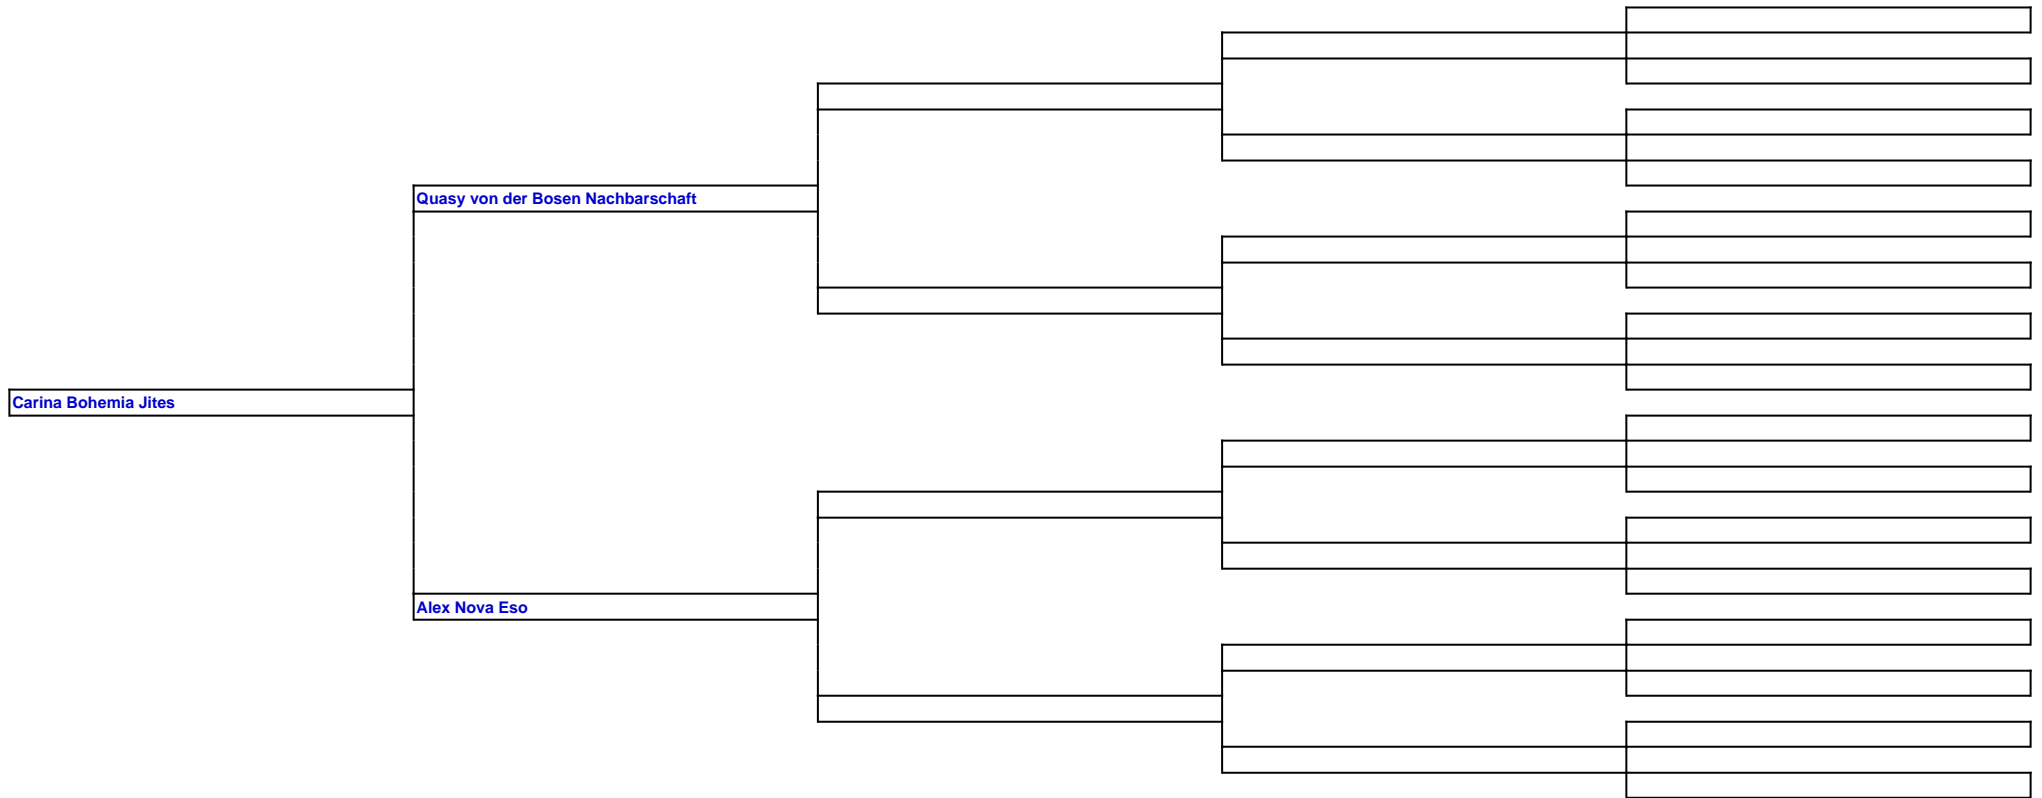 Quasy von der Bosen Nachbarschaft
Carina Bohemia Jites
Alex Nova Eso